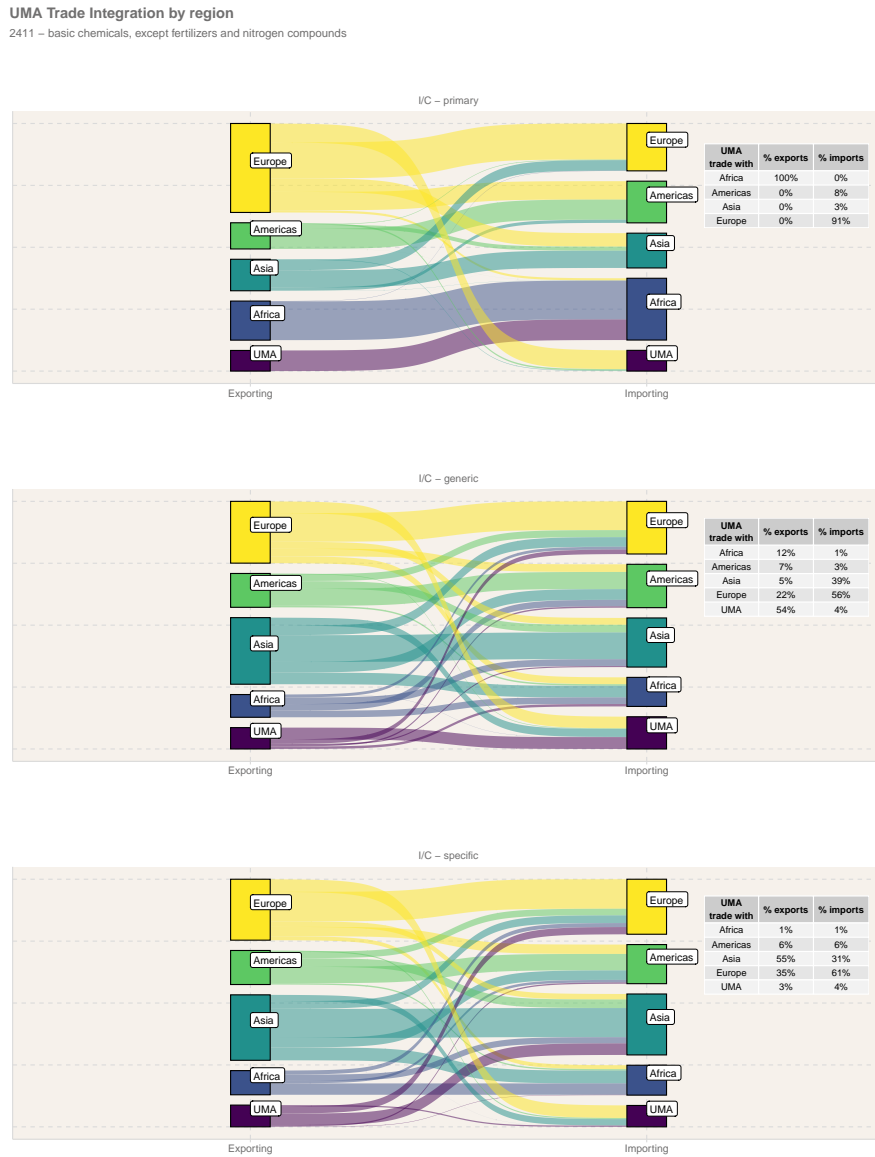 UMA Trade Integration by region
2411 – basic chemicals, except fertilizers and nitrogen compounds
I/C – primary
Europe
Americas
Asia
Africa
UMA
Europe
Americas
Asia
Africa
UMA
Exporting
Importing
UMA trade with % exports % imports
Africa 100% 0%
Americas 0% 8%
Asia 0% 3%
Europe 0% 91%
I/C – generic
Europe
Americas
Asia
Africa
UMA
Europe
Americas
Asia
Africa
UMA
Exporting
Importing
UMA trade with % exports % imports
Africa 12% 1%
Americas 7% 3%
Asia 5% 39%
Europe 22% 56%
UMA 54% 4%
I/C – specific
Europe
Americas
Asia
Africa
UMA
Europe
Americas
Asia
Africa
UMA
Exporting
Importing
UMA trade with % exports % imports
Africa 1% 1%
Americas 6% 6%
Asia 55% 31%
Europe 35% 61%
UMA 3% 4%